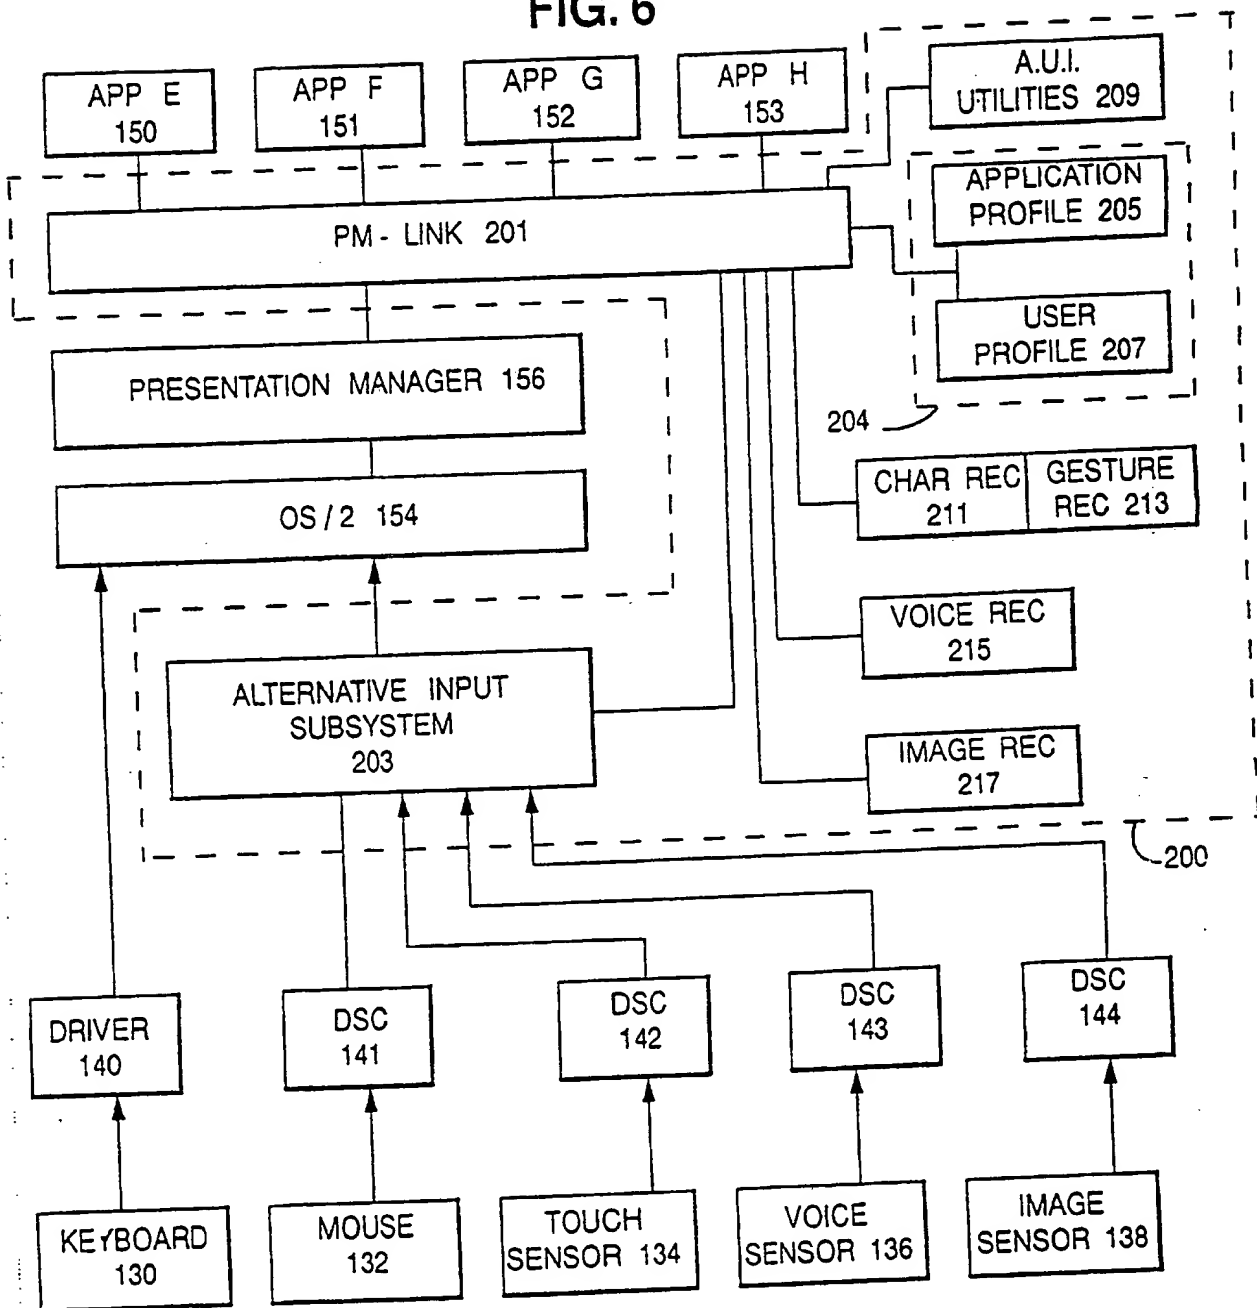 FIG. 6
APP E
150
APP F
151
APP G
152
APP H
153
A.U.I.
UTILITIES 209
APPLICATION
PROFILE 205
PM - LINK 201
USER
PROFILE 207
PRESENTATION MANAGER 156
204
CHAR REC
211
GESTURE
REC 213
OS/2 154
VOICE REC
215
ALTERNATIVE INPUT
SUBSYSTEM
203
IMAGE REC
217
200
DRIVER
140
DSC
141
DSC
142
DSC
143
DSC
144
KEYBOARD
130
MOUSE
132
TOUCH
SENSOR 134
VOICE
SENSOR 136
IMAGE
SENSOR 138